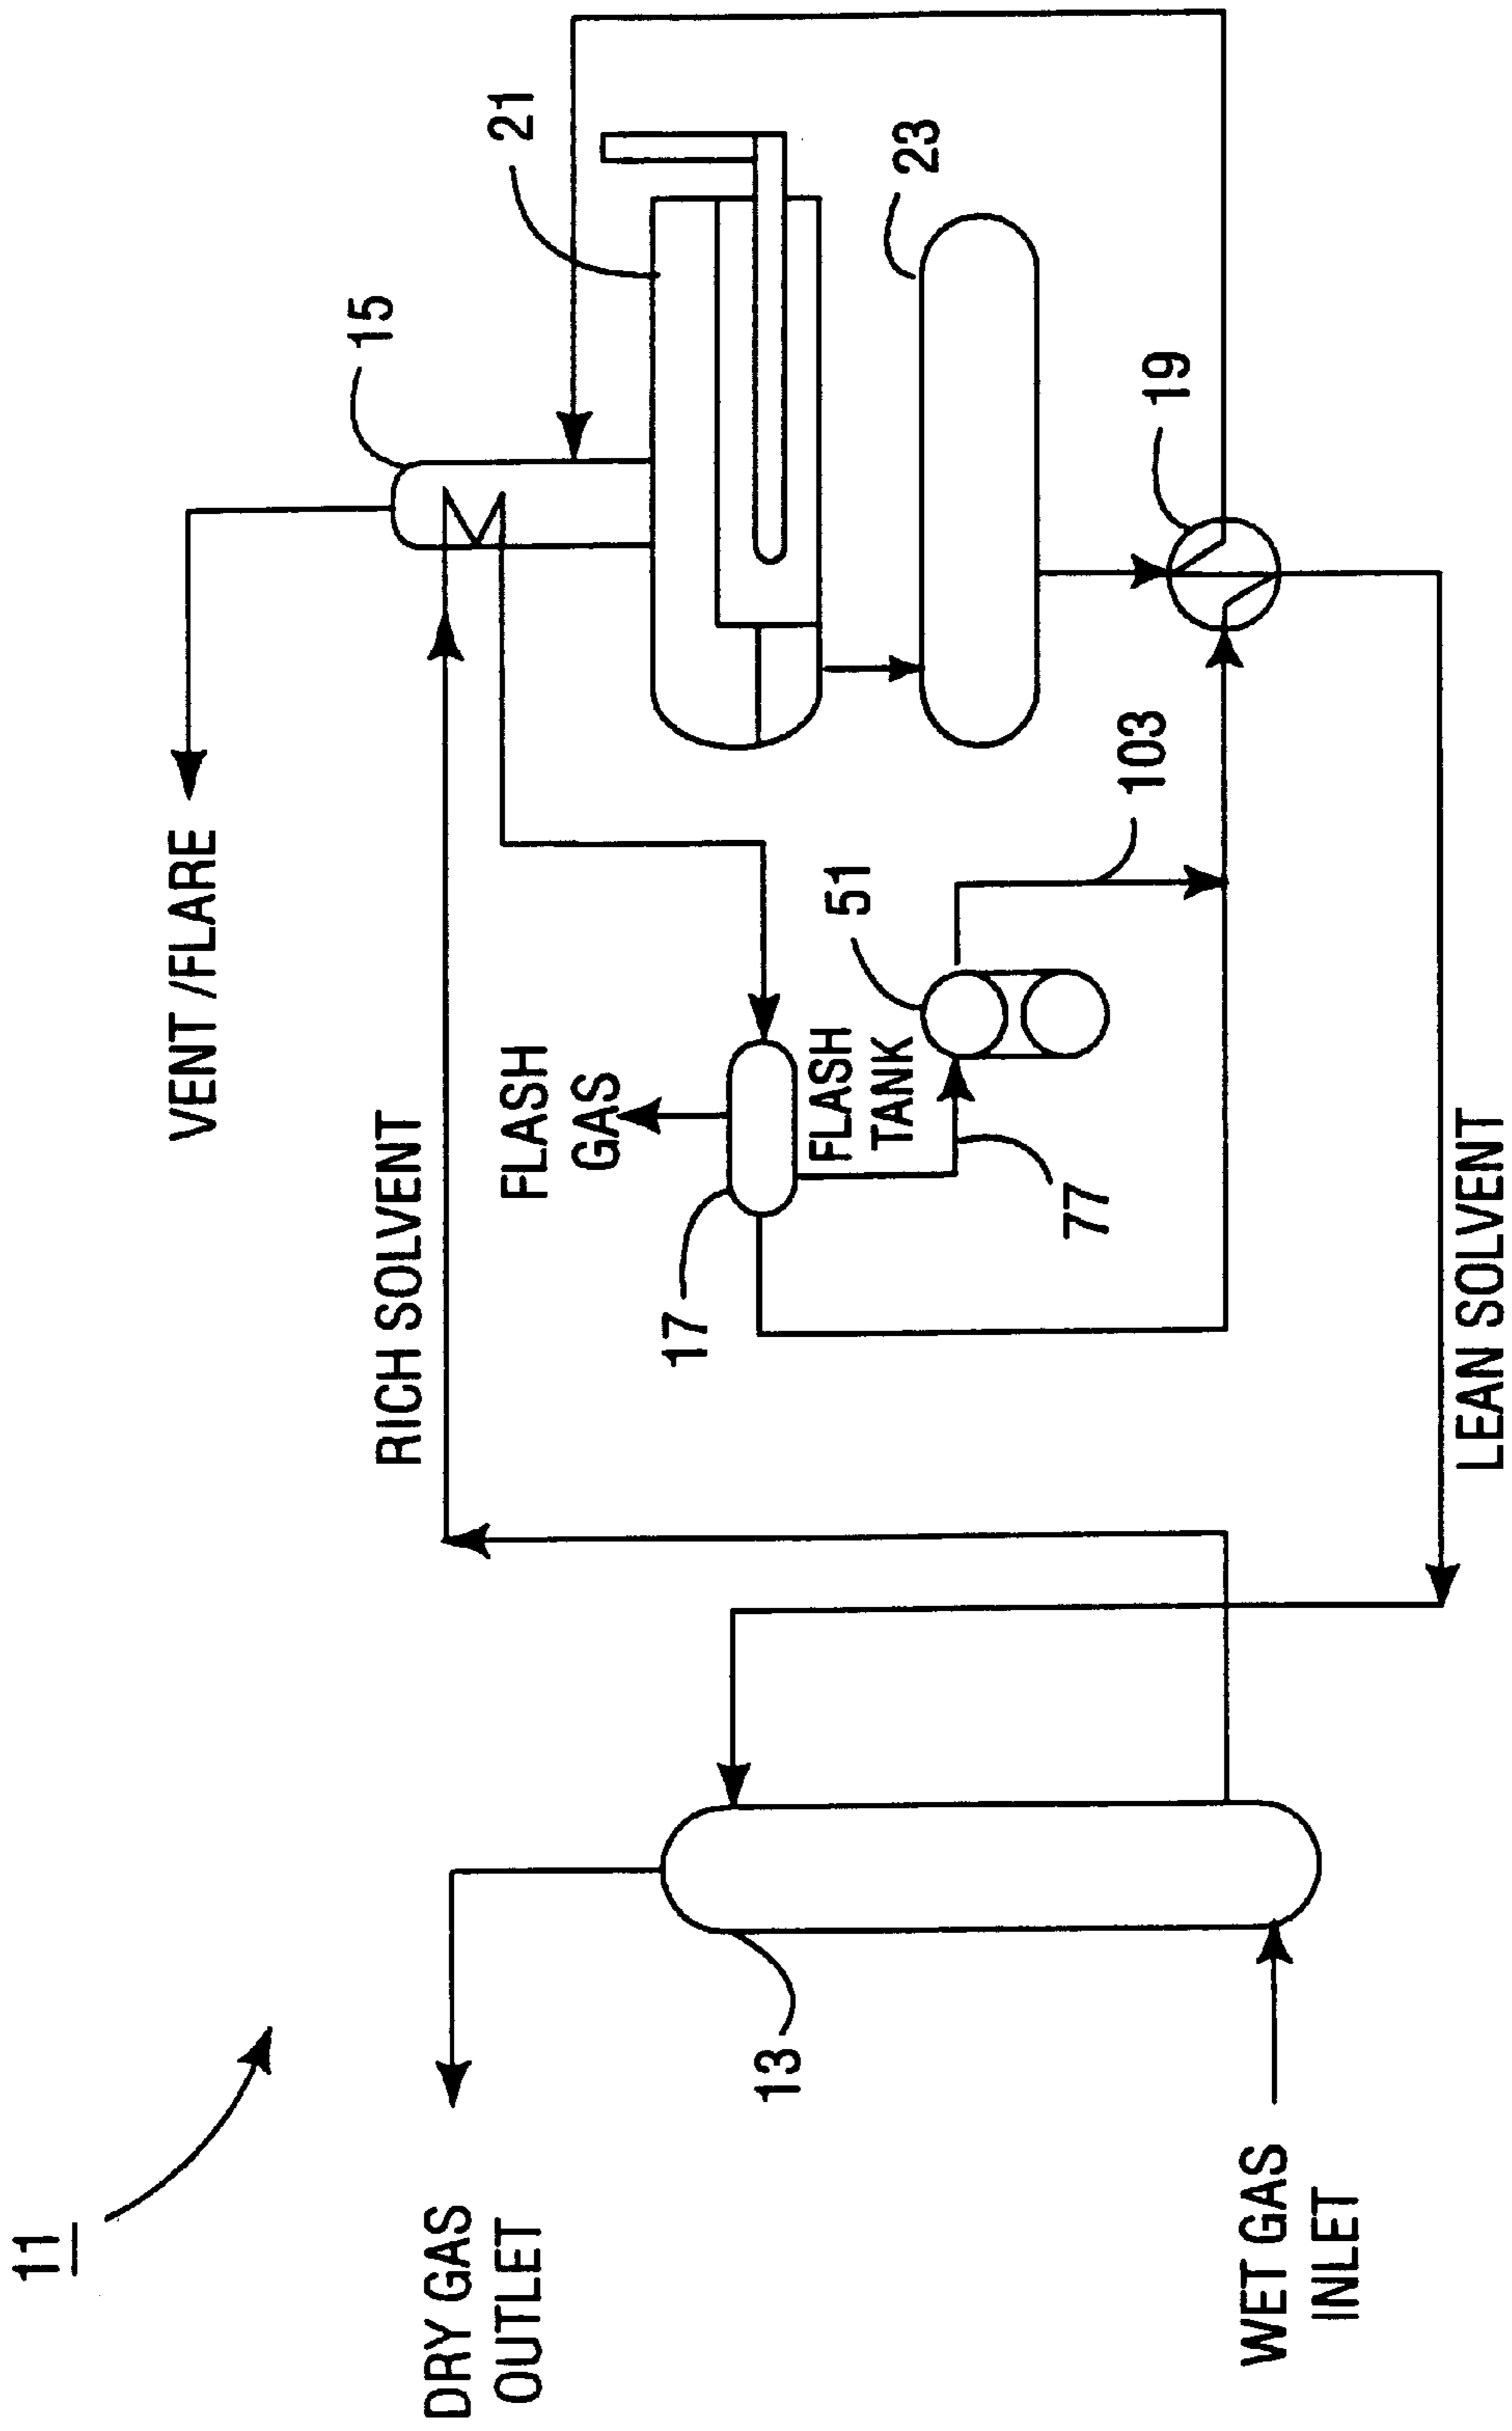 11
VENT/FLARE
15
21
RICH SOLVENT
DRY GAS
OUTLET
FLASH
GAS
17
FLASH
TANK
51
23
13
77
103
19
WET GAS
INLET
LEAN SOLVENT